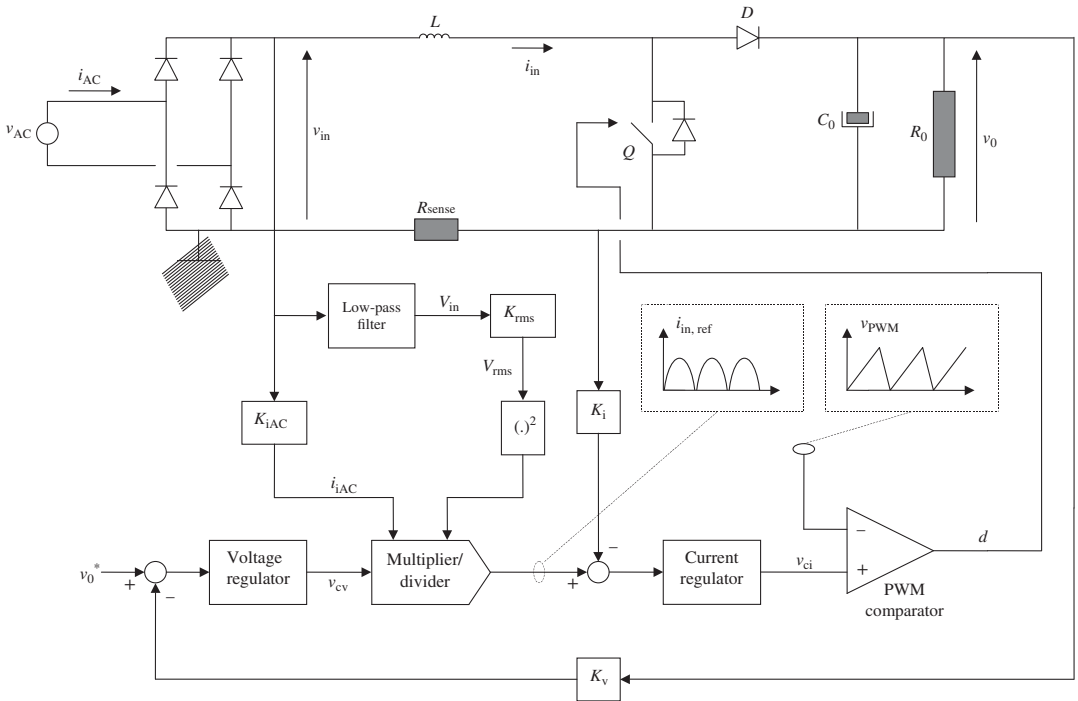 L
D
i_AC
i_in
v_AC
v_in
Q
C_0
R_0
v_0
R_sense
Low-pass
filter
V_in
K_rms
i_in, ref
v_PWM
V_rms
K_iAC
(.)^2
K_i
i_iAC
−
−
d
v_0^*
+
−
Voltage
regulator
v_cv
Multiplier/
divider
+
Current
regulator
v_ci
+
PWM
comparator
K_v